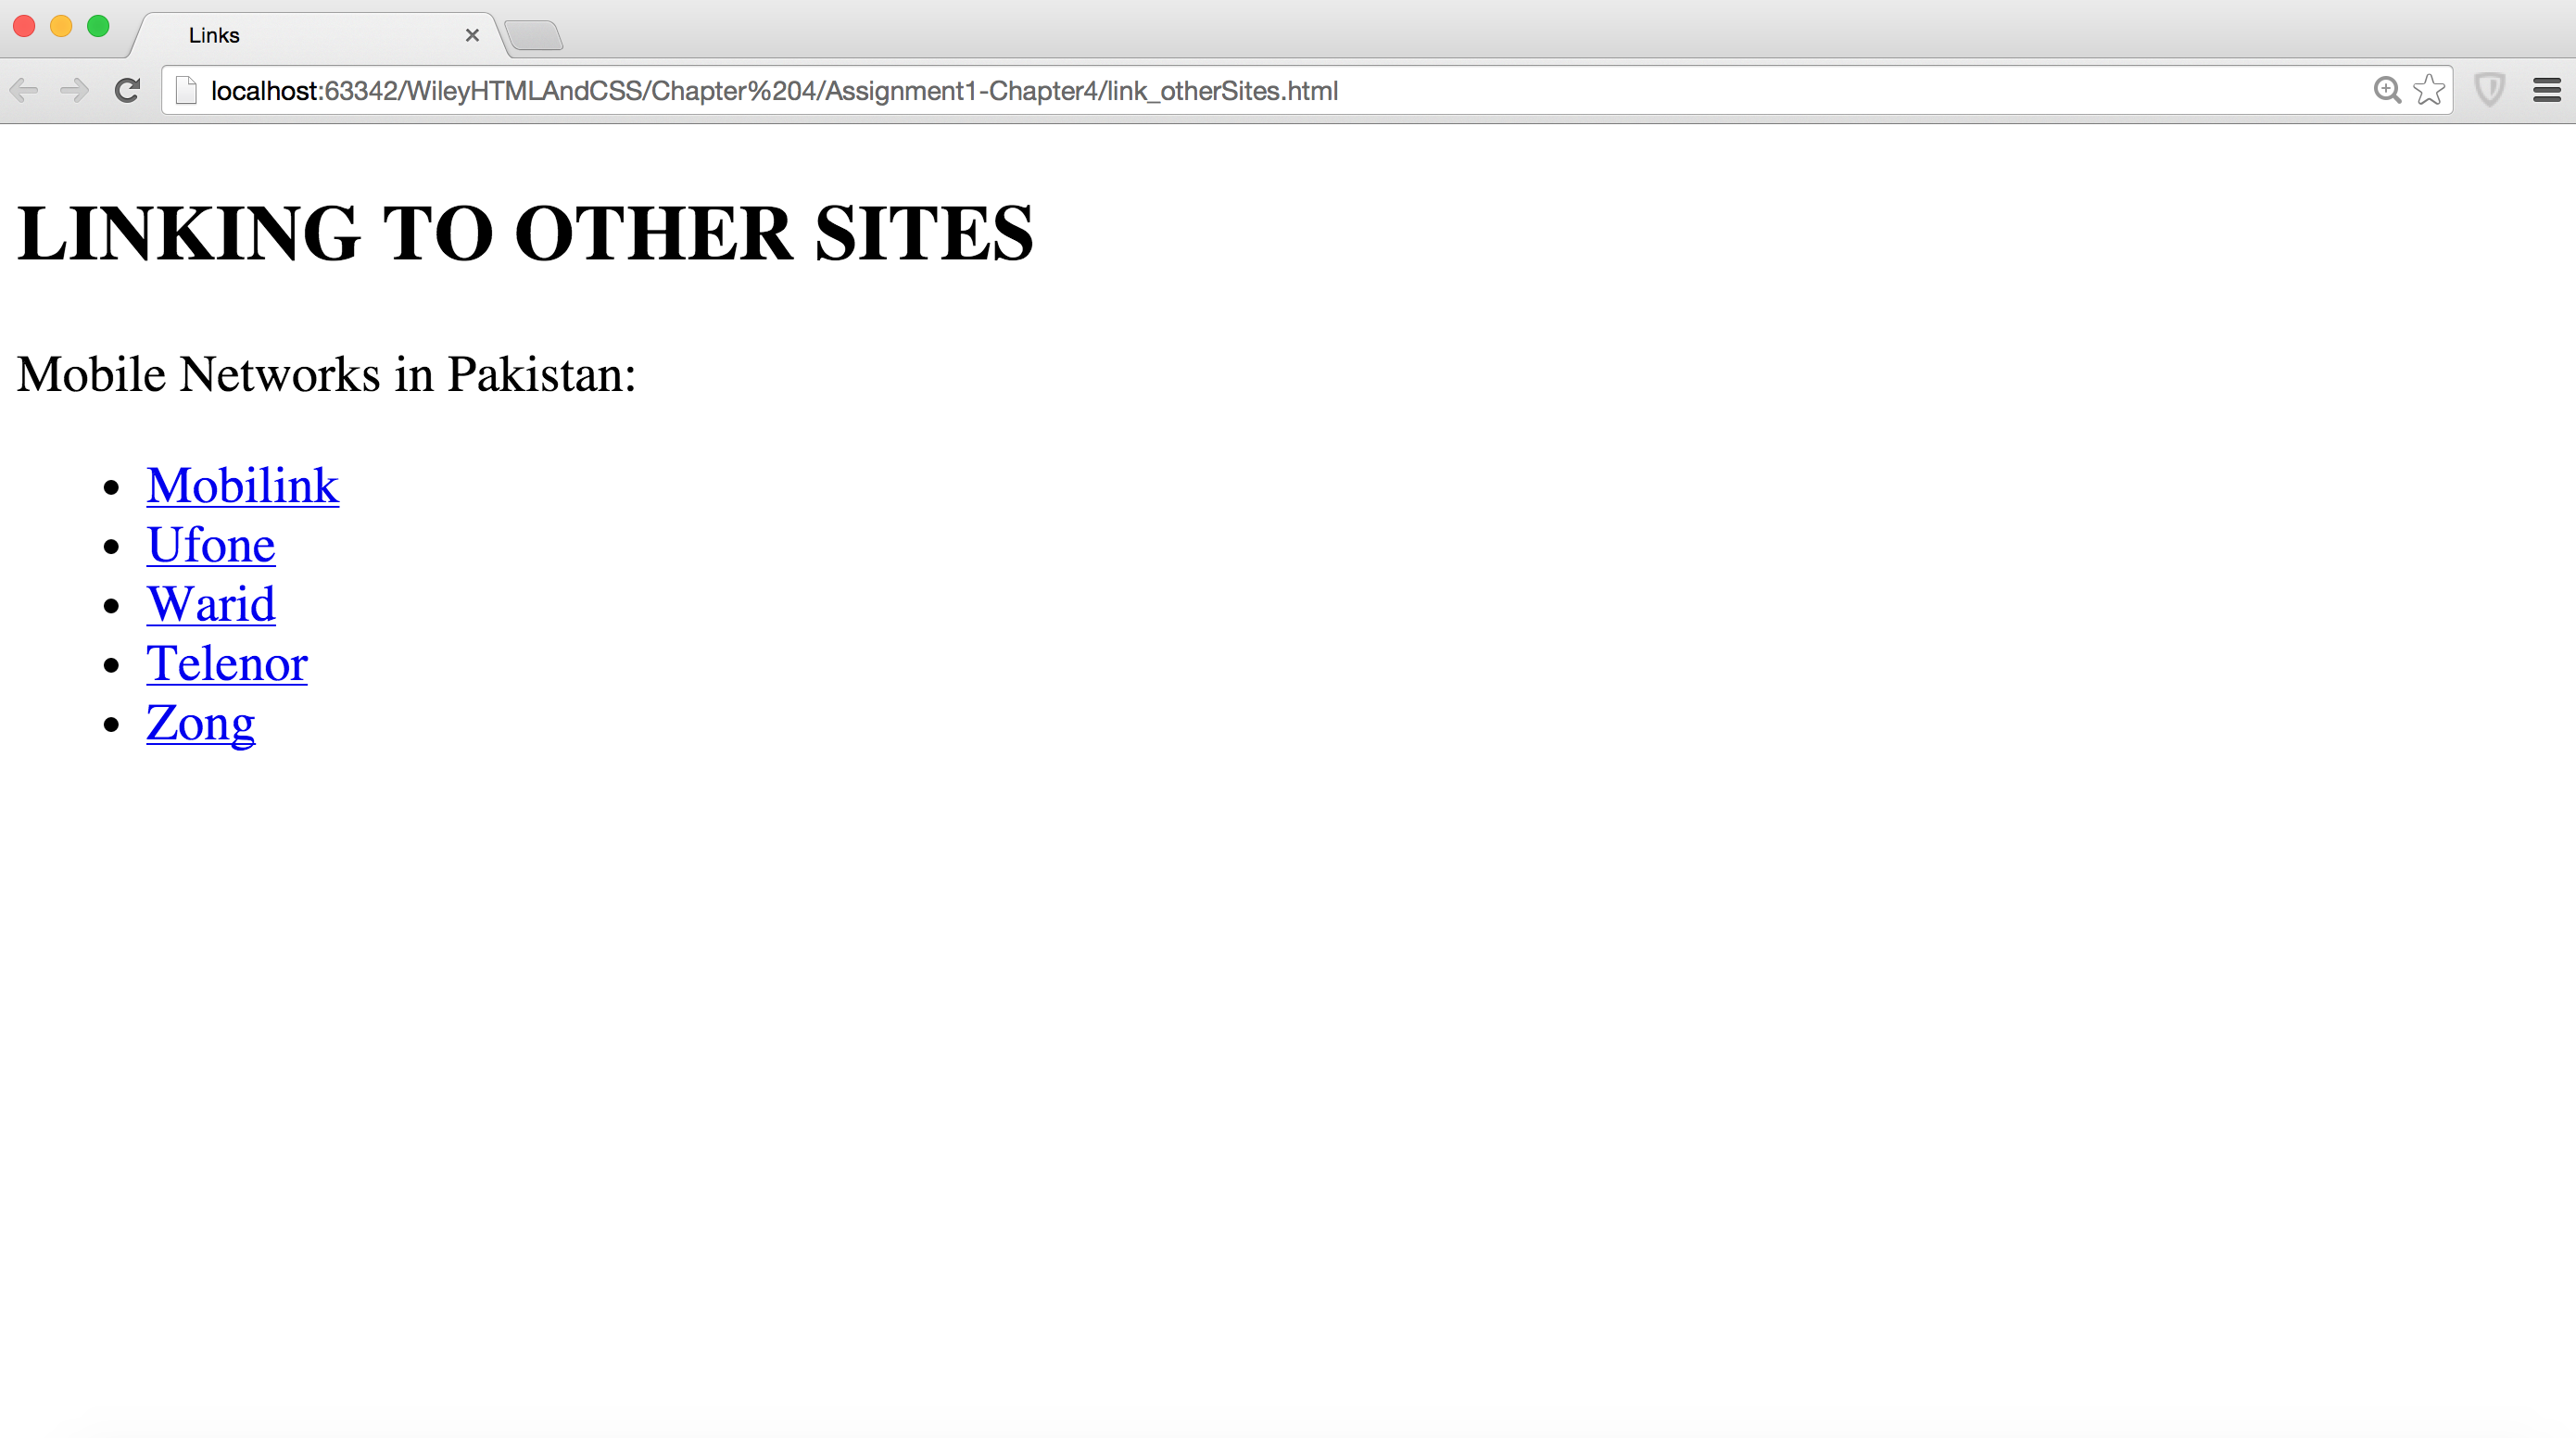 Links
localhost:63342/WileyHTMLAndCSS/Chapter%204/Assignment1-Chapter4/link_otherSites.html
LINKING TO OTHER SITES
Mobile Networks in Pakistan:
Mobilink
Ufone
Warid
Telenor
Zong